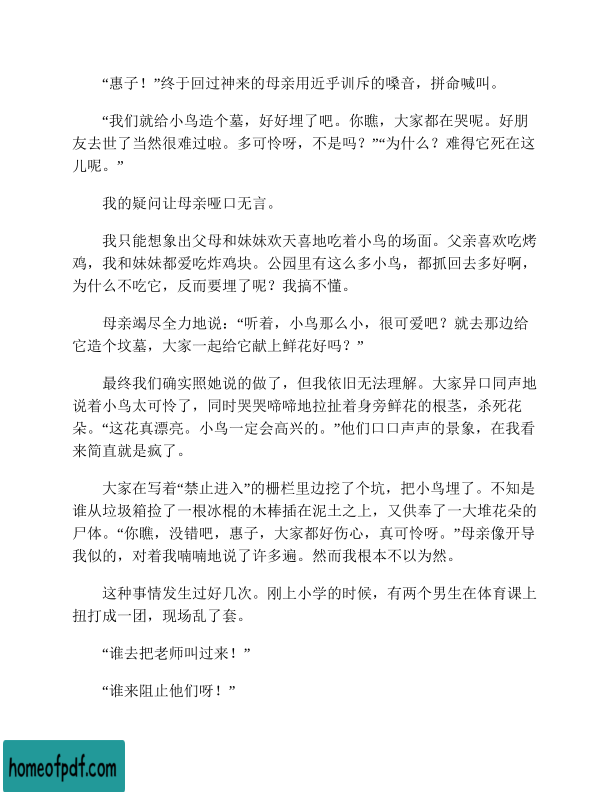 “惠子！”终于回过神来的母亲用近乎训斥的嗓音，拼命喊叫。
“我们就给小鸟造个墓，好好埋了吧。你瞧，大家都在哭呢。好朋
友去世了当然很难过啦。多可怜呀，不是吗？”“为什么？难得它死在这
儿呢。”
我的疑问让母亲哑口无言。
我只能想象出父母和妹妹欢天喜地吃着小鸟的场面。父亲喜欢吃烤
鸡，我和妹妹都爱吃炸鸡块。公园里有这么多小鸟，都抓回去多好啊，
为什么不吃它，反而要埋了呢？我搞不懂。
母亲竭尽全力地说：“听着，小鸟那么小，很可爱吧？就去那边给
它造个坟墓，大家一起给它献上鲜花好吗？”
最终我们确实照她说的做了，但我依旧无法理解。大家异口同声地
说着小鸟太可怜了，同时哭哭啼啼地拉扯着身旁鲜花的根茎，杀死花
朵。“这花真漂亮。小鸟一定会高兴的。”他们口口声声的景象，在我看
来简直就是疯了。
大家在写着“禁止进入”的栅栏里边挖了个坑，把小鸟埋了。不知是
谁从垃圾箱捡了一根冰棍的木棒插在泥土之上，又供奉了一大堆花朵的
尸体。“你瞧，没错吧，惠子，大家都好伤心，真可怜呀。”母亲像开导
我似的，对着我喃喃地说了许多遍。然而我根本不以为然。
这种事情发生过好几次。刚上小学的时候，有两个男生在体育课上
扭打成一团，现场乱了套。
“谁去把老师叫过来！”
“谁来阻止他们呀！”
homeofpdf.com